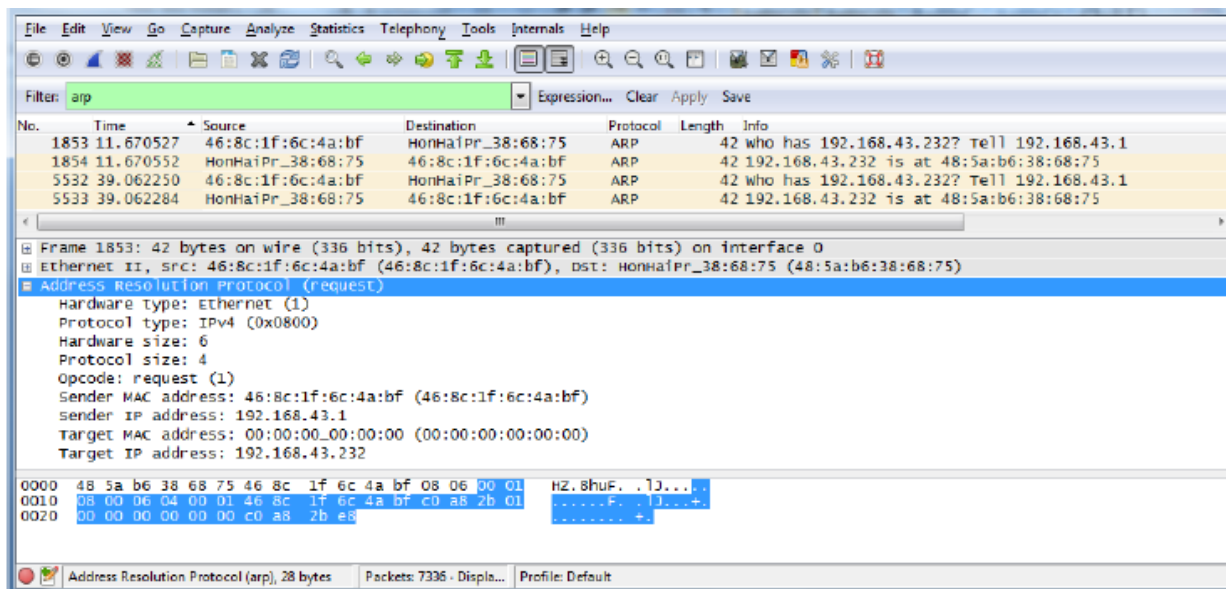 File Edit View Go Capture Analyze Statistics Telephony Tools Internals Help
Filter: arp Expression... Clear Apply Save
No. Time Source Destination Protocol Length Info
1853 11.670527 46:8c:1f:6c:4a:bf HonHaiPr_38:68:75 ARP 42 who has 192.168.43.232? Tell 192.168.43.1
1854 11.670552 HonHaiPr_38:68:75 46:8c:1f:6c:4a:bf ARP 42 192.168.43.232 is at 48:5a:b6:38:68:75
5532 39.062250 46:8c:1f:6c:4a:bf HonHaiPr_38:68:75 ARP 42 who has 192.168.43.232? Tell 192.168.43.1
5533 39.062284 HonHaiPr_38:68:75 46:8c:1f:6c:4a:bf ARP 42 192.168.43.232 is at 48:5a:b6:38:68:75
Frame 1853: 42 bytes on wire (336 bits), 42 bytes captured (336 bits) on interface 0
Ethernet II, Src: 46:8c:1f:6c:4a:bf (46:8c:1f:6c:4a:bf), Dst: HonHaiPr_38:68:75 (48:5a:b6:38:68:75)
Address Resolution Protocol (request)
Hardware type: Ethernet (1)
Protocol type: IPv4 (0x0800)
Hardware size: 6
Protocol size: 4
Opcode: request (1)
Sender MAC address: 46:8c:1f:6c:4a:bf (46:8c:1f:6c:4a:bf)
Sender IP address: 192.168.43.1
Target MAC address: 00:00:00_00:00:00 (00:00:00:00:00:00)
Target IP address: 192.168.43.232
0000 48 5a b6 38 68 75 46 8c 1f 6c 4a bf 08 06 00 01 HZ.8huF. .lJ.....
0010 08 00 06 04 00 01 46 8c 1f 6c 4a bf c0 a8 2b 01 ......F. .lJ...+.
0020 00 00 00 00 00 00 c0 a8 2b e8 ........ +.
Address Resolution Protocol (arp), 28 bytes Packets: 7336 · Displa... Profile: Default